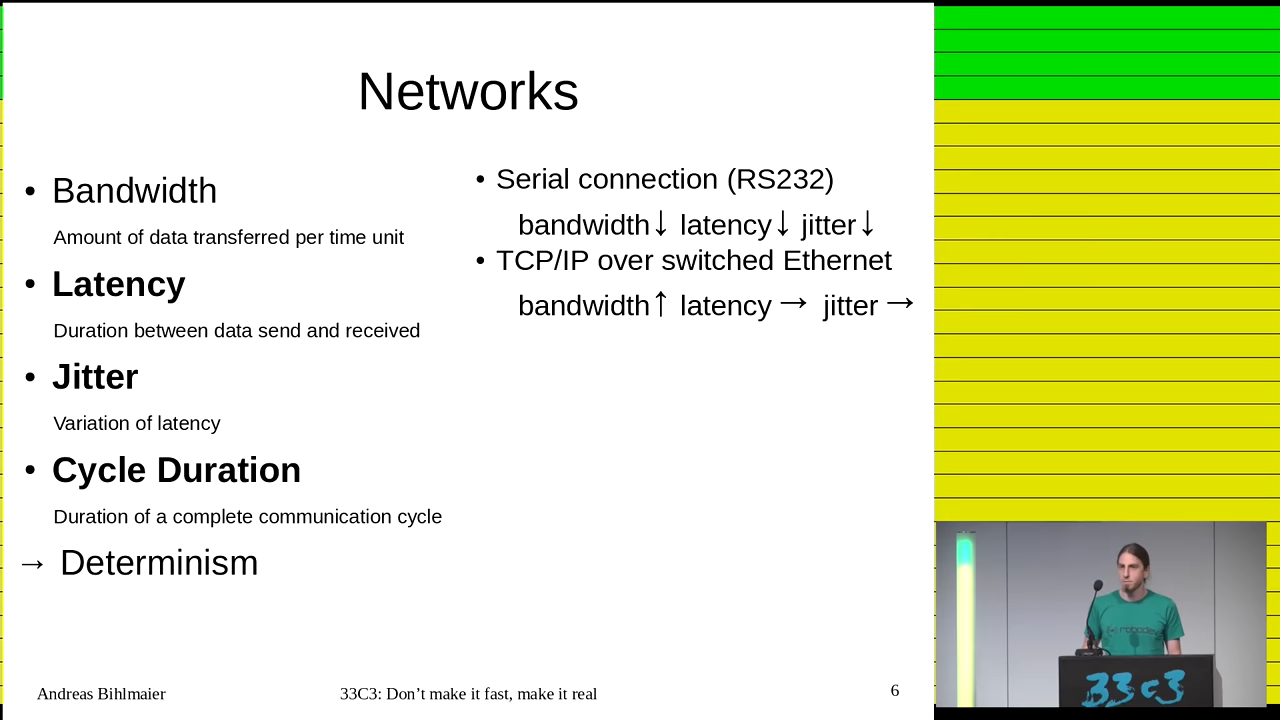 Networks
• Bandwidth
Amount of data transferred per time unit
• Latency
Duration between data send and received
• Jitter
Variation of latency
• Cycle Duration
Duration of a complete communication cycle
→ Determinism
• Serial connection (RS232)
bandwidth↓ latency↓ jitter↓
• TCP/IP over switched Ethernet
bandwidth↑ latency→ jitter→
Andreas Bihlmaier
33C3: Don’t make it fast, make it real
6
33c3